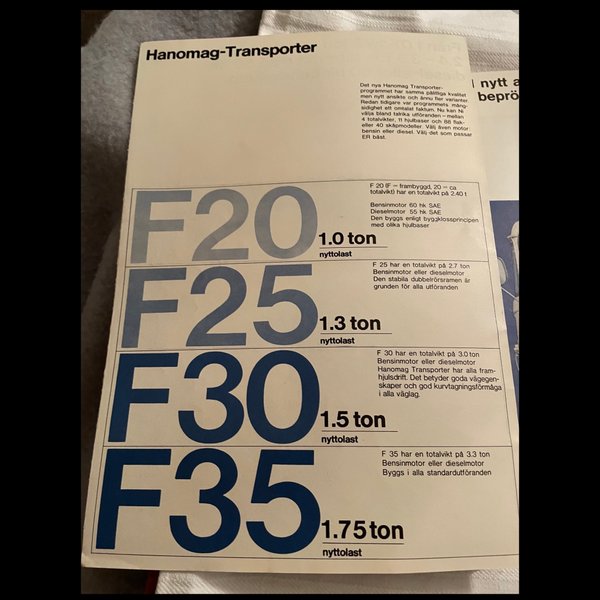 Hanomag-Transporter
Det nya Hanomag Transporter-
programmet har samma pålitliga kvalitet
men nytt ansikte och ännu fler varianter
Redan tidigare var programmets mång-
sidighet ett omtalat faktum. Nu kan Ni
välja bland talrika utföranden – mellan
4 totalvikter, 11 hjulbaser och 88 flak-
eller 40 skåpmodeller. Välj även motor
bensin eller diesel. Välj det som passar
ER bäst.
nytt a
beprö
F20
1.0 ton
nyttolast
F 20 (F = frambyggd, 20 = ca
totalvikt) har en totalvikt på 2.40 t
Bensinmotor 60 hk SAE
Dieselmotor 55 hk SAE
Den byggs enligt byggklossprincipen
med olika hjulbaser
F25
1.3 ton
nyttolast
F 25 har en totalvikt på 2.7 ton
Bensinmotor eller dieselmotor
Den stabila dubbelrörsramen är
grunden för alla utföranden
F30
1.5 ton
nyttolast
F 30 har en totalvikt på 3.0 ton
Bensinmotor eller dieselmotor
Hanomag Transporter har alla fram-
hjulsdrift. Det betyder goda vägegen-
skaper och god kurvtagningsförmåga
i alla väglag.
F35
1.75 ton
nyttolast
F 35 har en totalvikt på 3.3 ton
Bensinmotor eller dieselmotor
Byggs i alla standardutföranden